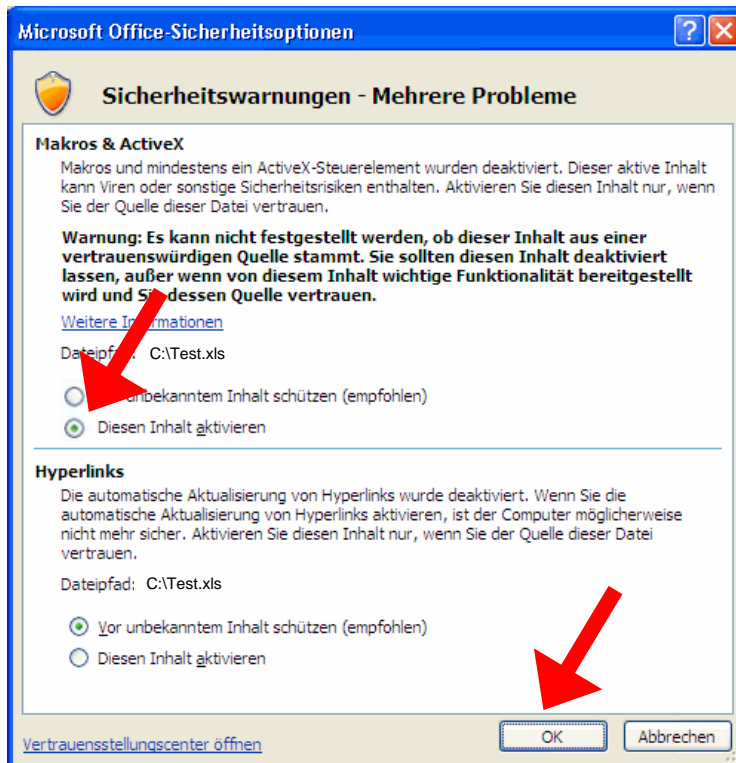 Microsoft Office-Sicherheitsoptionen
Sicherheitswarnungen - Mehrere Probleme
Makros & ActiveX
Makros und mindestens ein ActiveX-Steuerelement wurden deaktiviert. Dieser aktive Inhalt
kann Viren oder sonstige Sicherheitsrisiken enthalten. Aktivieren Sie diesen Inhalt nur, wenn
Sie der Quelle dieser Datei vertrauen.
Warnung: Es kann nicht festgestellt werden, ob dieser Inhalt aus einer
vertrauenswürdigen Quelle stammt. Sie sollten diesen Inhalt deaktiviert
lassen, außer wenn von diesem Inhalt wichtige Funktionalität bereitgestellt
wird und Sie dessen Quelle vertrauen.
Weitere Informationen
Dateipfad: C:\Test.xls
unbekanntem Inhalt schützen (empfohlen)
Diesen Inhalt aktivieren
Hyperlinks
Die automatische Aktualisierung von Hyperlinks wurde deaktiviert. Wenn Sie die
automatische Aktualisierung von Hyperlinks aktivieren, ist der Computer möglicherweise
nicht mehr sicher. Aktivieren Sie diesen Inhalt nur, wenn Sie der Quelle dieser Datei
vertrauen.
Dateipfad: C:\Test.xls
Vor unbekanntem Inhalt schützen (empfohlen)
Diesen Inhalt aktivieren
Vertrauensstellungscenter öffnen
OK
Abbrechen